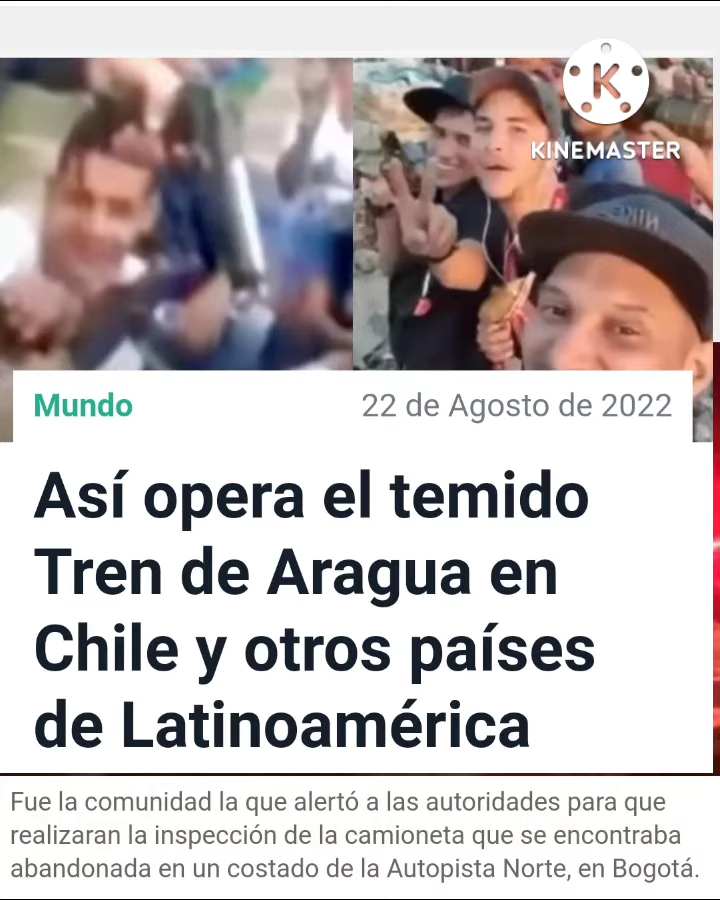 K
KINEMASTER
Mundo
22 de Agosto de 2022
Así opera el temido
Tren de Aragua en
Chile y otros países
de Latinoamérica
Fue la comunidad la que alertó a las autoridades para que
realizaran la inspección de la camioneta que se encontraba
abandonada en un costado de la Autopista Norte, en Bogotá.